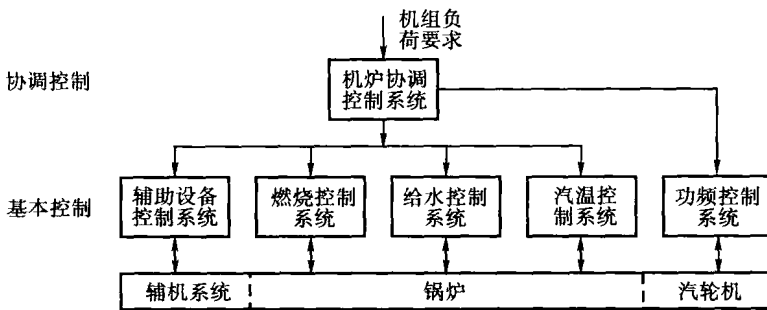 机组负
荷要求
协调控制
机炉协调
控制系统
基本控制
辅助设备
控制系统
燃烧控制
系统
给水控制
系统
汽温控
制系统
功频控制
系统
辅机系统
锅炉
汽轮机